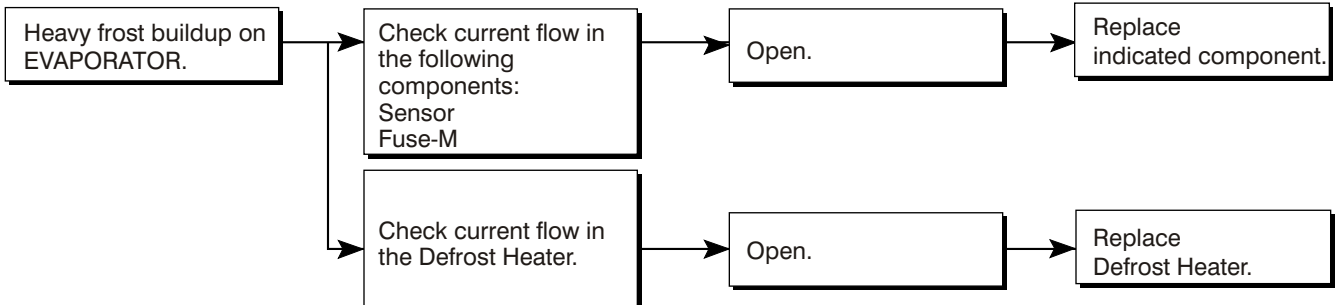 Heavy frost buildup on
EVAPORATOR.
Check current flow in
the following
components:
Sensor
Fuse-M
Open.
Replace
indicated component.
Check current flow in
the Defrost Heater.
Open.
Replace
Defrost Heater.